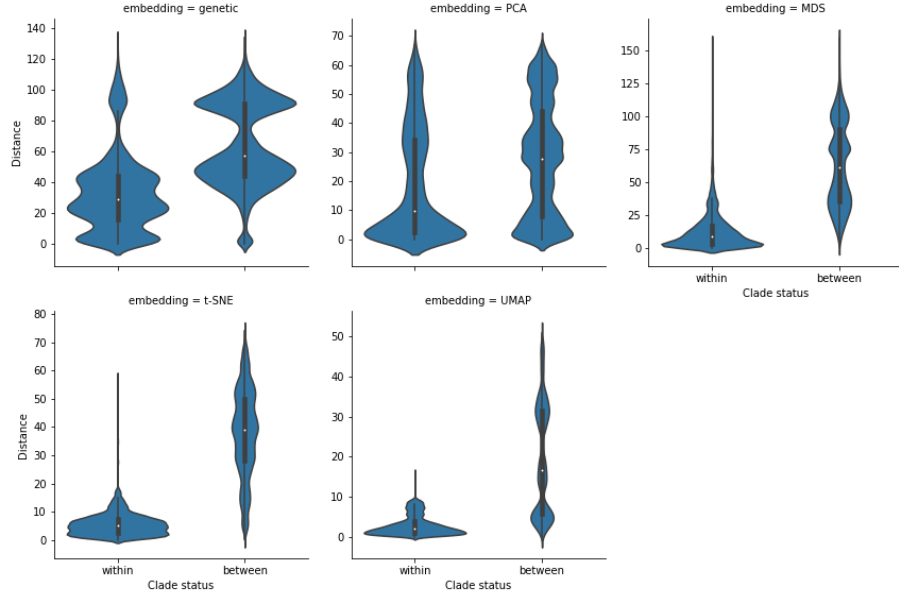 embedding = genetic
embedding = PCA
embedding = MDS
Distance
140
120
100
80
60
40
20
0
70
60
50
40
30
20
10
0
150
125
100
75
50
25
0
within
between
Clade status
embedding = t-SNE
embedding = UMAP
Distance
80
70
60
50
40
30
20
10
0
50
40
30
20
10
0
within
between
Clade status
within
between
Clade status